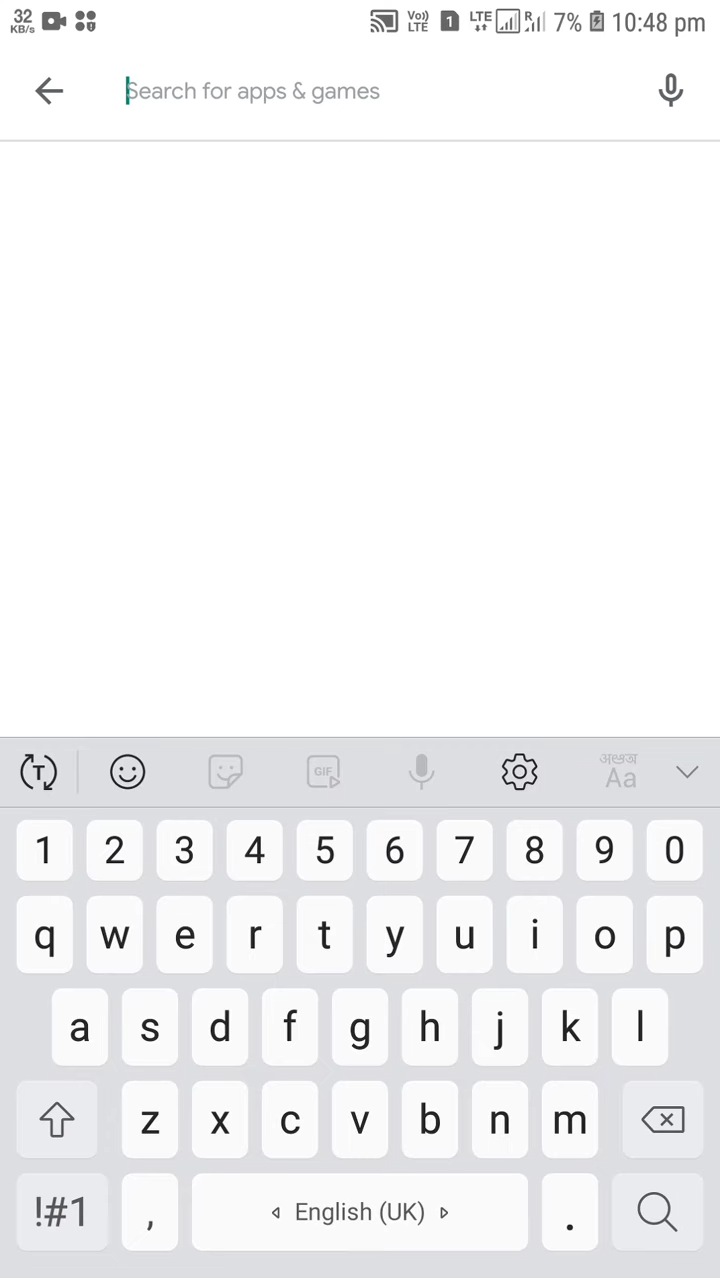 32
KB/s
Vo)
LTE
1
LTE
R
7%
10:48 pm
Search for apps & games
T
GIF
Aa
1 2 3 4 5 6 7 8 9 0
q w e r t y u i o p
a s d f g h j k l
z x c v b n m
!#1 , English (UK) .